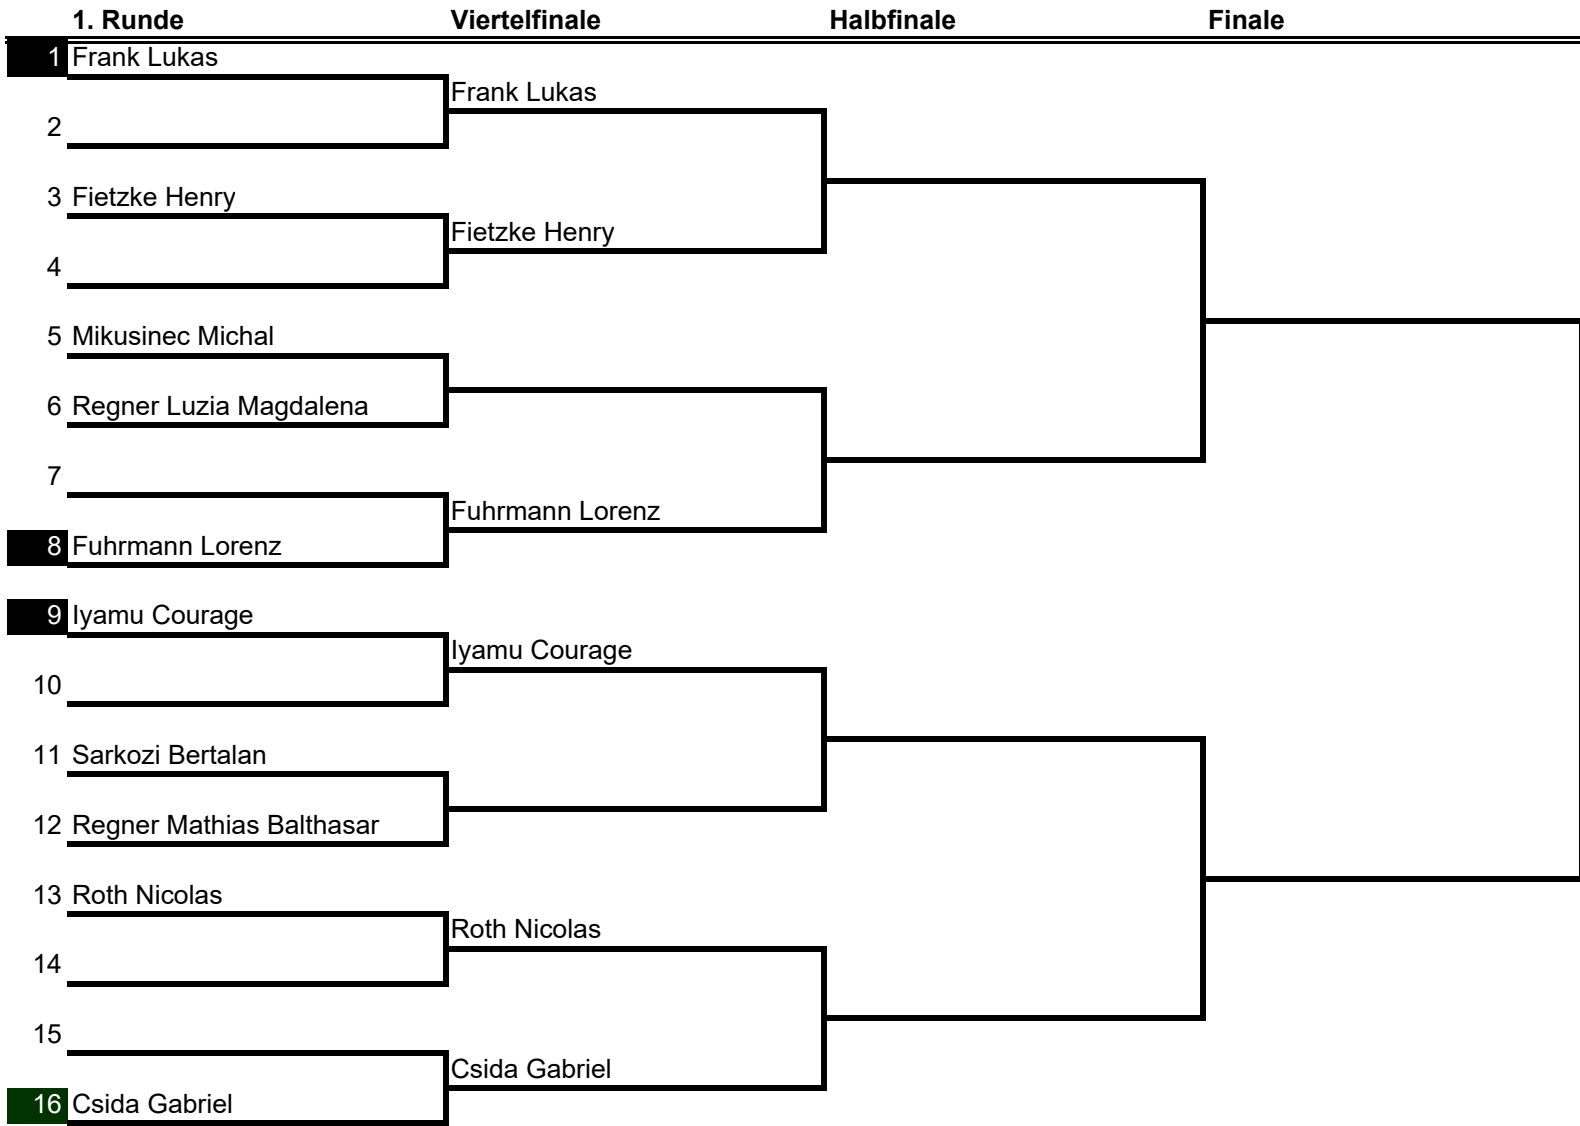 1. Runde Viertelfinale Halbfinale Finale
1 Frank Lukas
Frank Lukas
2
3 Fietzke Henry
Fietzke Henry
4
5 Mikusinec Michal
6 Regner Luzia Magdalena
7
Fuhrmann Lorenz
8 Fuhrmann Lorenz
9 Iyamu Courage
Iyamu Courage
10
11 Sarkozi Bertalan
12 Regner Mathias Balthasar
13 Roth Nicolas
Roth Nicolas
14
15
Csida Gabriel
16 Csida Gabriel